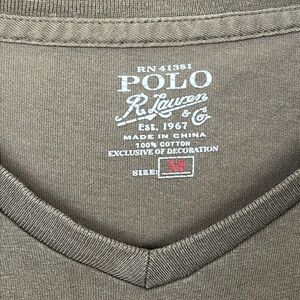 RN 41381
POLO
R. Lauren
& Co
EST. 1967
MADE IN CHINA
100% COTTON
EXCLUSIVE OF DECORATION
SIZE: